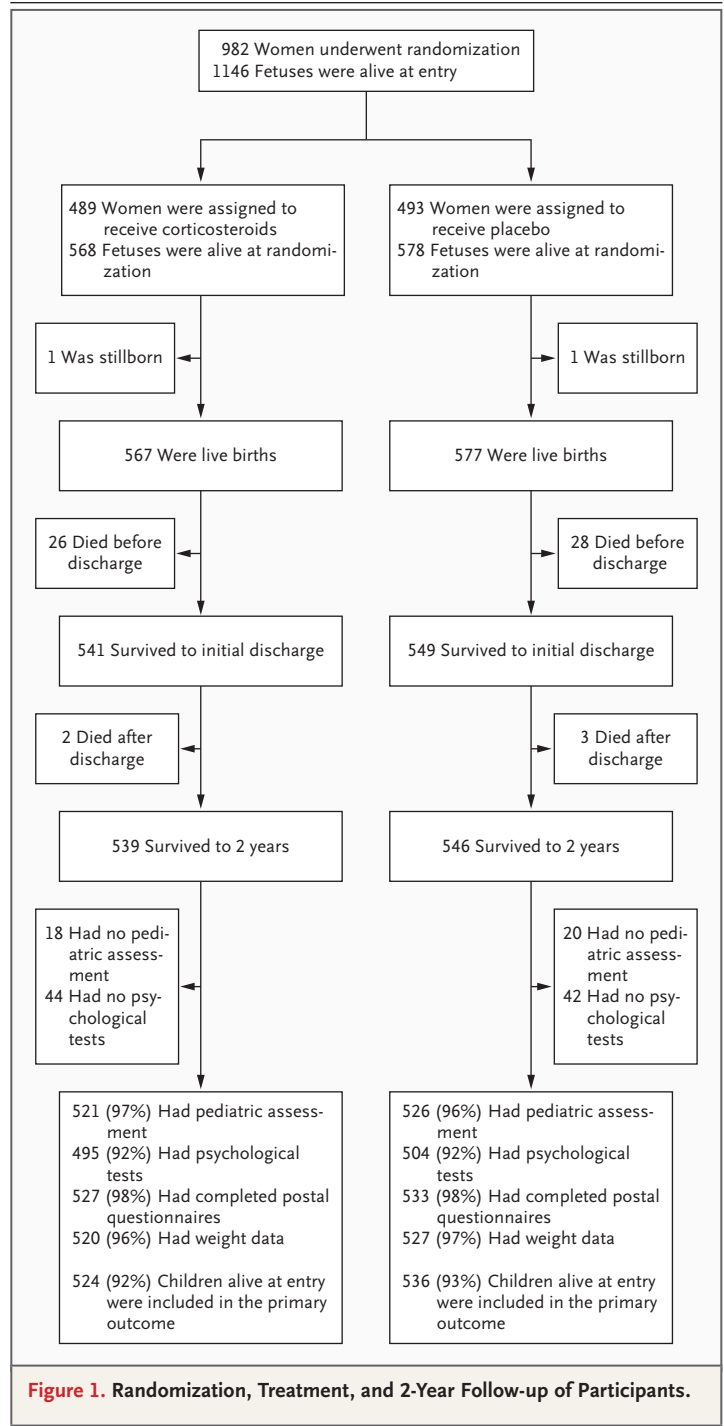 982 Women underwent randomization
1146 Fetuses were alive at entry
489 Women were assigned to
receive corticosteroids
568 Fetuses were alive at randomi-
zation
493 Women were assigned to
receive placebo
578 Fetuses were alive at randomi-
zation
1 Was stillborn
1 Was stillborn
567 Were live births
577 Were live births
26 Died before
discharge
28 Died before
discharge
541 Survived to initial discharge
549 Survived to initial discharge
2 Died after
discharge
3 Died after
discharge
539 Survived to 2 years
546 Survived to 2 years
18 Had no pedi-
atric assess-
ment
44 Had no psy-
chological
tests
20 Had no pedi-
atric assess-
ment
42 Had no psy-
chological
tests
521 (97%) Had pediatric assess-
ment
495 (92%) Had psychological
tests
527 (98%) Had completed postal
questionnaires
520 (96%) Had weight data
524 (92%) Children alive at entry
were included in the primary
outcome
526 (96%) Had pediatric assess-
ment
504 (92%) Had psychological
tests
533 (98%) Had completed postal
questionnaires
527 (97%) Had weight data
536 (93%) Children alive at entry
were included in the primary
outcome
Figure 1. Randomization, Treatment, and 2-Year Follow-up of Participants.